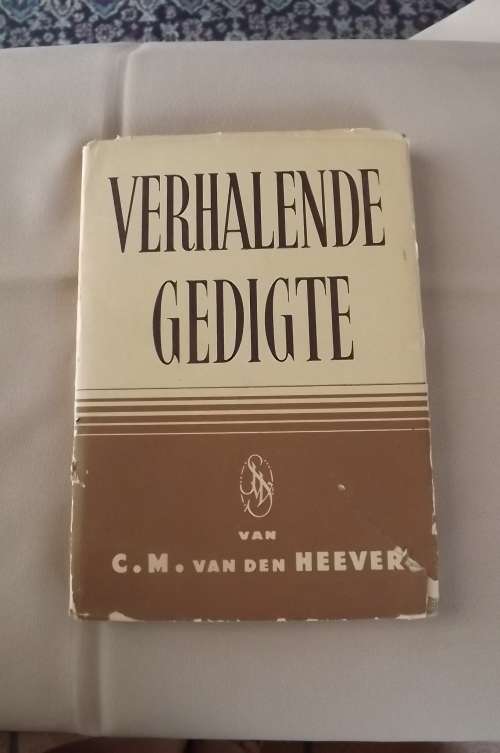 VERHALENDE
GEDIGTE
VAN
C.M. VAN DEN HEEVER